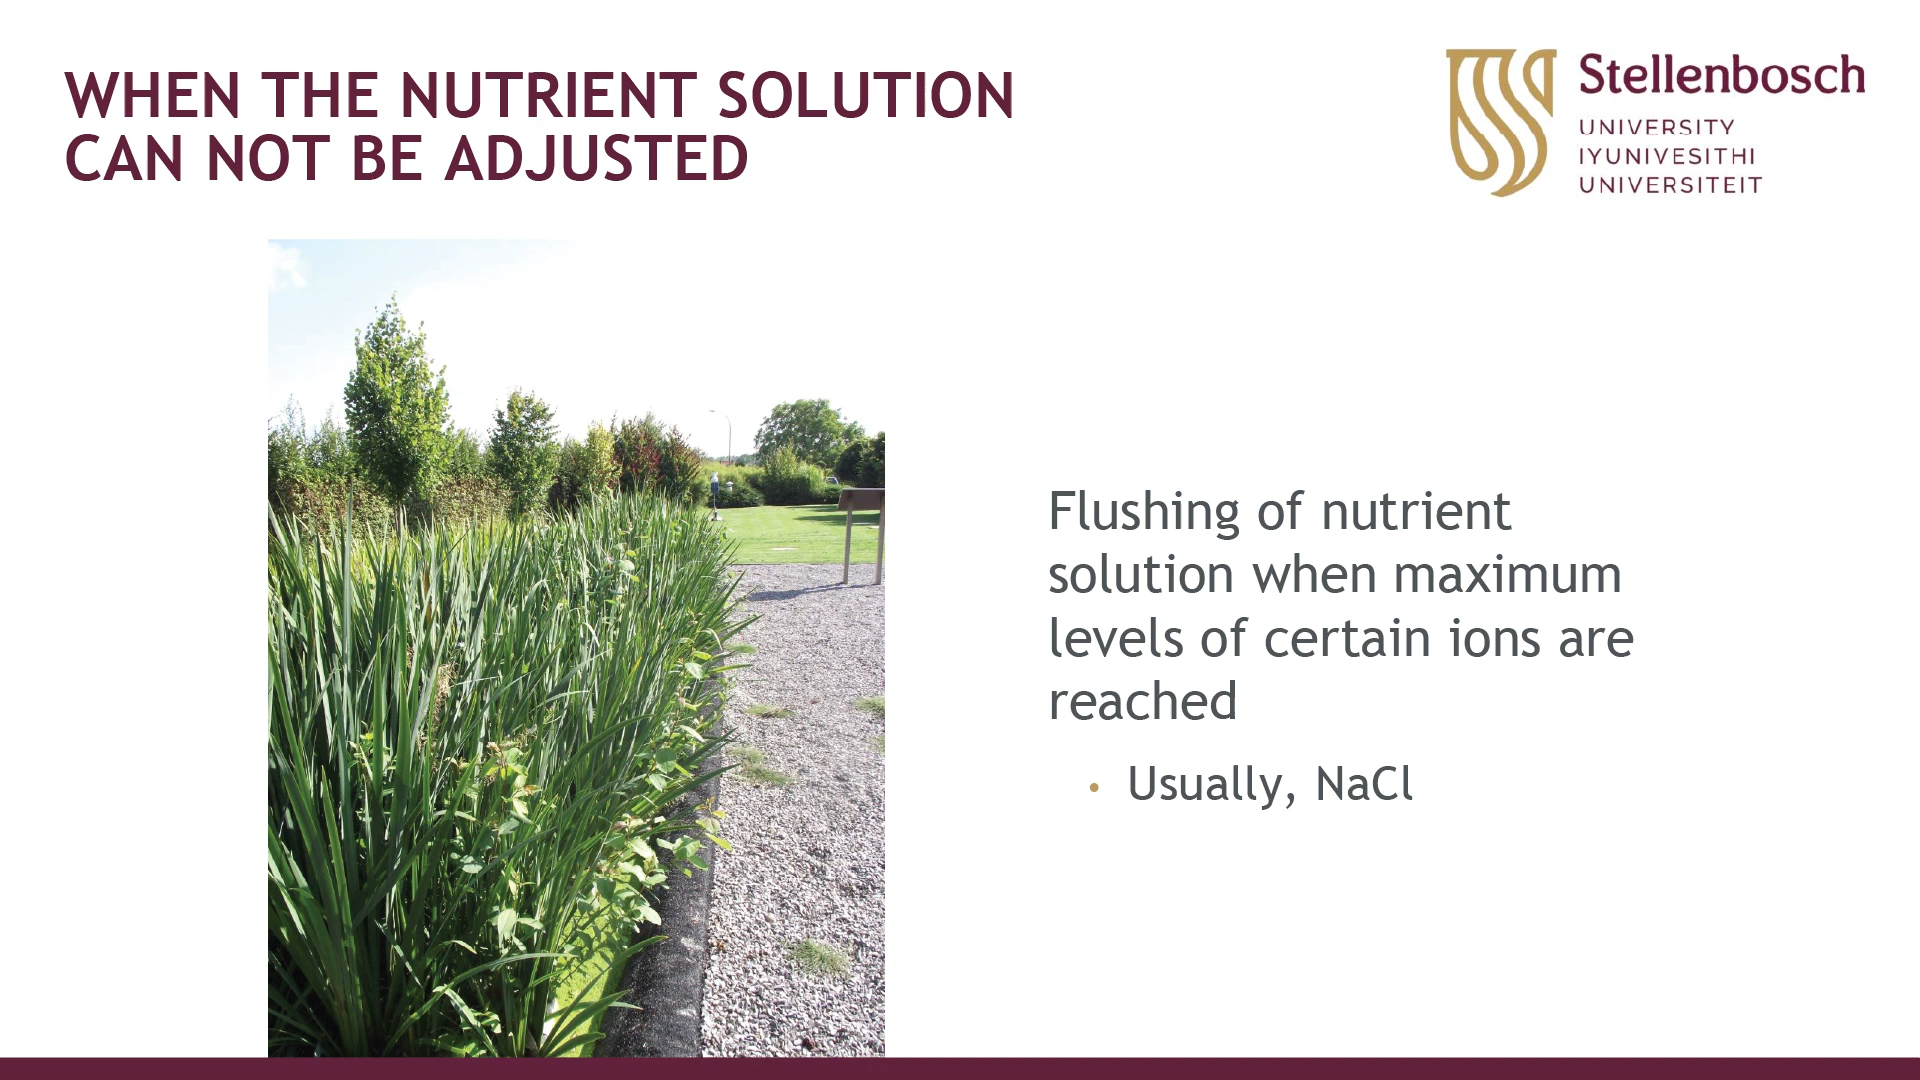 WHEN THE NUTRIENT SOLUTION
CAN NOT BE ADJUSTED
Stellenbosch
UNIVERSITY
IYUNIVESITHI
UNIVERSITEIT
Flushing of nutrient
solution when maximum
levels of certain ions are
reached
• Usually, NaCl